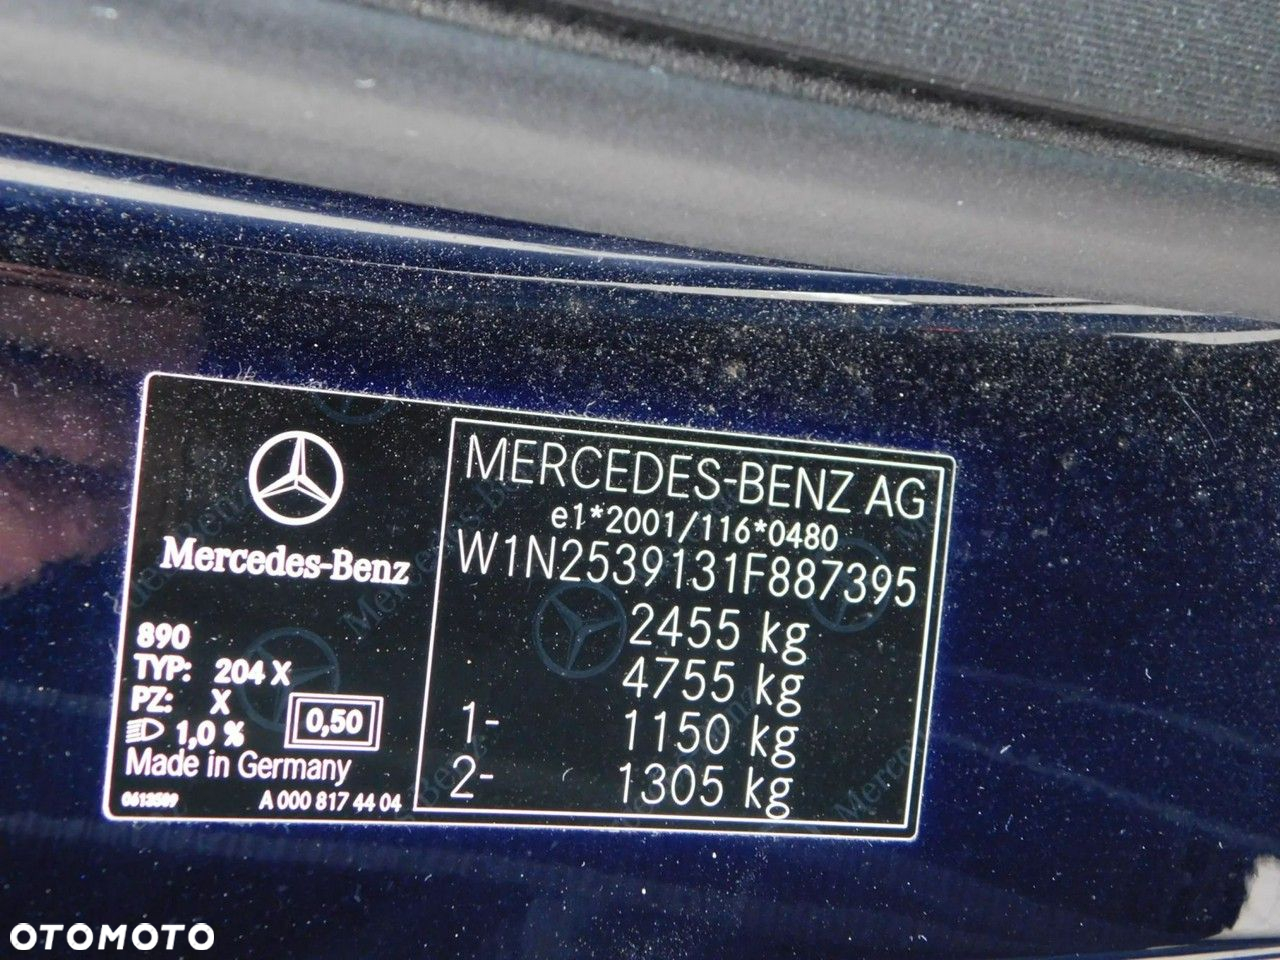 Mercedes-Benz
890
TYP: 204 X
PZ: X
1,0 %
0,50
Made in Germany
0612509 A 000 817 44 04
MERCEDES-BENZ AG
e1*2001/116*0480
W1N2539131F887395
2455 kg
4755 kg
1- 1150 kg
2- 1305 kg
OTOMOTO